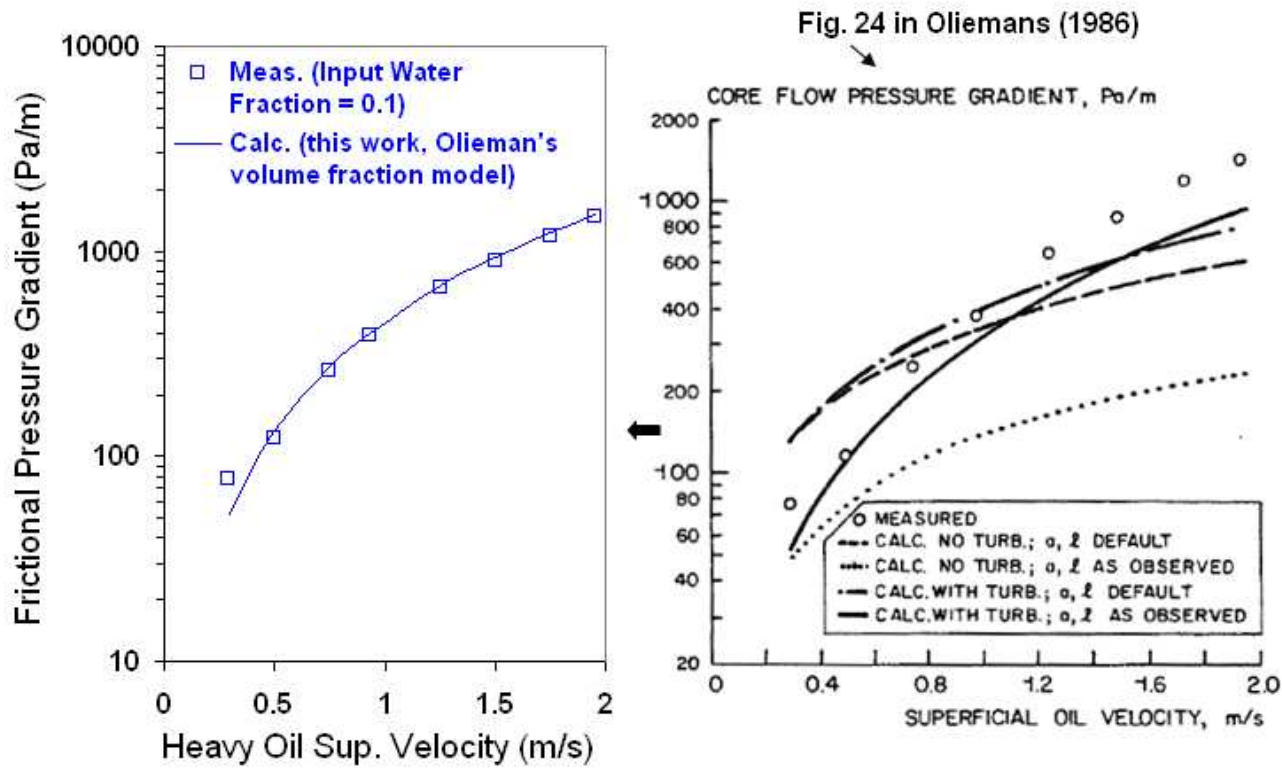 Fig. 24 in Oliemans (1986)
10000
1000
100
10
Frictional Pressure Gradient (Pa/m)
Meas. (Input Water
Fraction = 0.1)
Calc. (this work, Olieman's
volume fraction model)
0 0.5 1 1.5 2
Heavy Oil Sup. Velocity (m/s)
CORE FLOW PRESSURE GRADIENT, Pa/m
2000
1000
800
600
400
200
100
80
60
40
20
MEASURED
CALC. NO TURB.; a, ℓ DEFAULT
CALC. NO TURB.; a, ℓ AS OBSERVED
CALC. WITH TURB.; a, ℓ DEFAULT
CALC. WITH TURB.; a, ℓ AS OBSERVED
0 0.4 0.8 1.2 1.6 2.0
SUPERFICIAL OIL VELOCITY, m/s